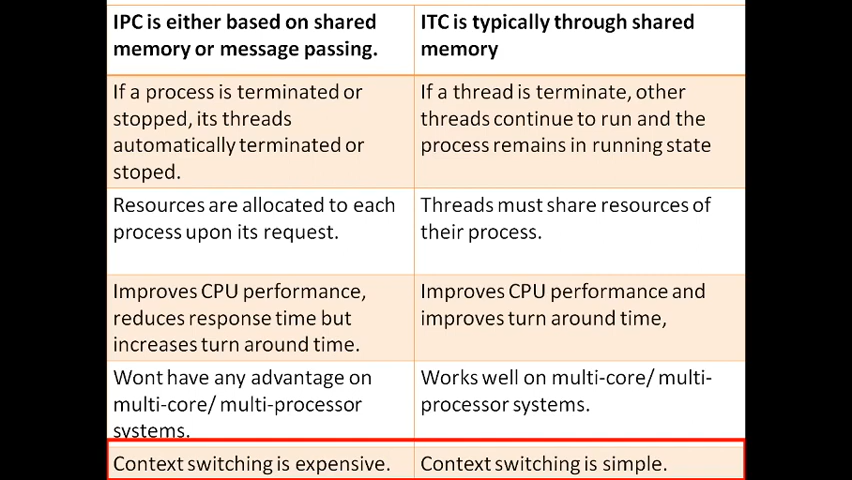 IPC is either based on shared
memory or message passing.
ITC is typically through shared
memory
If a process is terminated or
stopped, its threads
automatically terminated or
stoped.
If a thread is terminate, other
threads continue to run and the
process remains in running state
Resources are allocated to each
process upon its request.
Threads must share resources of
their process.
Improves CPU performance,
reduces response time but
increases turn around time.
Improves CPU performance and
improves turn around time,
Wont have any advantage on
multi-core/ multi-processor
systems.
Works well on multi-core/ multi-
processor systems.
Context switching is expensive.
Context switching is simple.